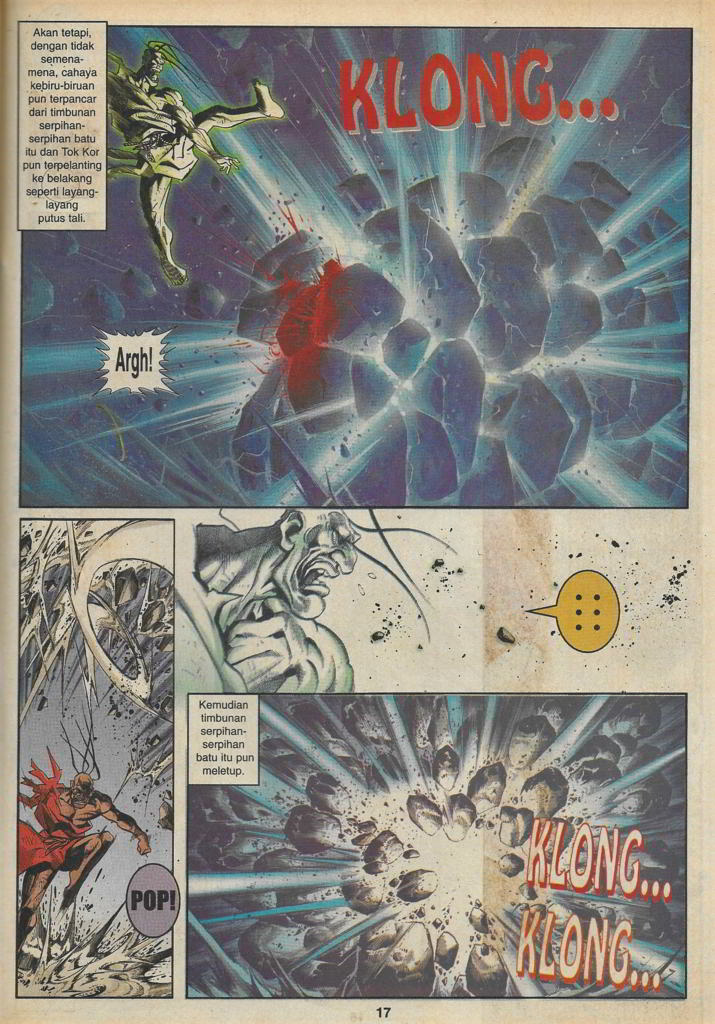 Akan tetapi,
dengan tidak
semena-
mena, cahaya
kebiru-biruan
pun terpancar
dari timbunan
serpihan-
serpihan batu
itu dan Tok Kor
pun terpelanting
ke belakang
seperti layang-
layang
putus tali.
KLONG...
Argh!
Kemudian
timbunan
serpihan-
serpihan
batu itu pun
meletup.
POP!
KLONG...
KLONG...
17